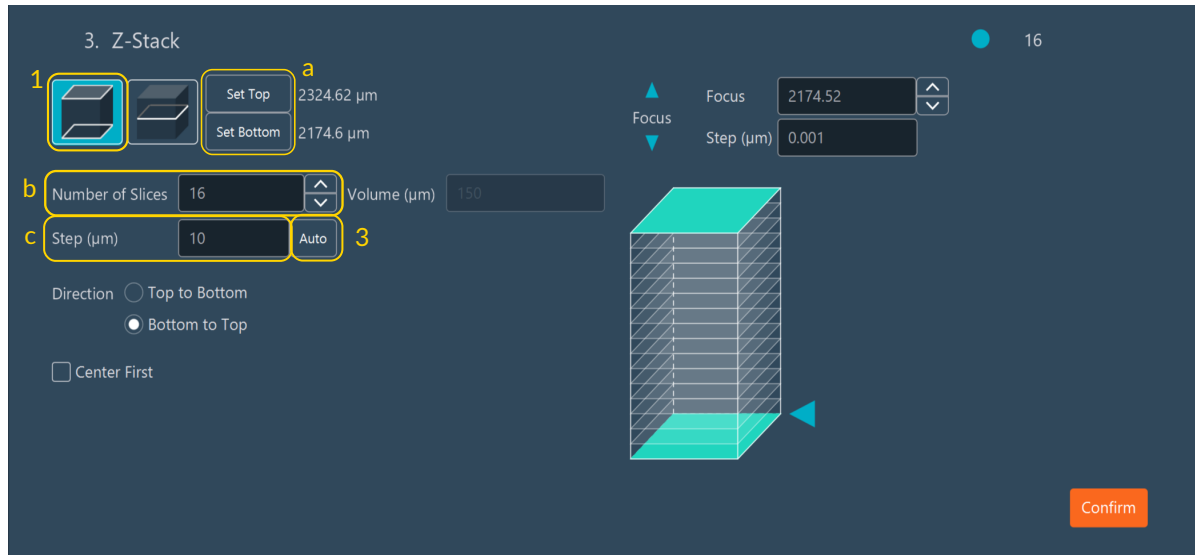 3. Z-Stack
16
1
a
Set Top 2324.62 μm
Set Bottom 2174.6 μm
Focus
Focus 2174.52
Step (μm) 0.001
b Number of Slices 16 Volume (μm) 150
c Step (μm) 10 Auto 3
Direction Top to Bottom
Bottom to Top
Center First
Confirm